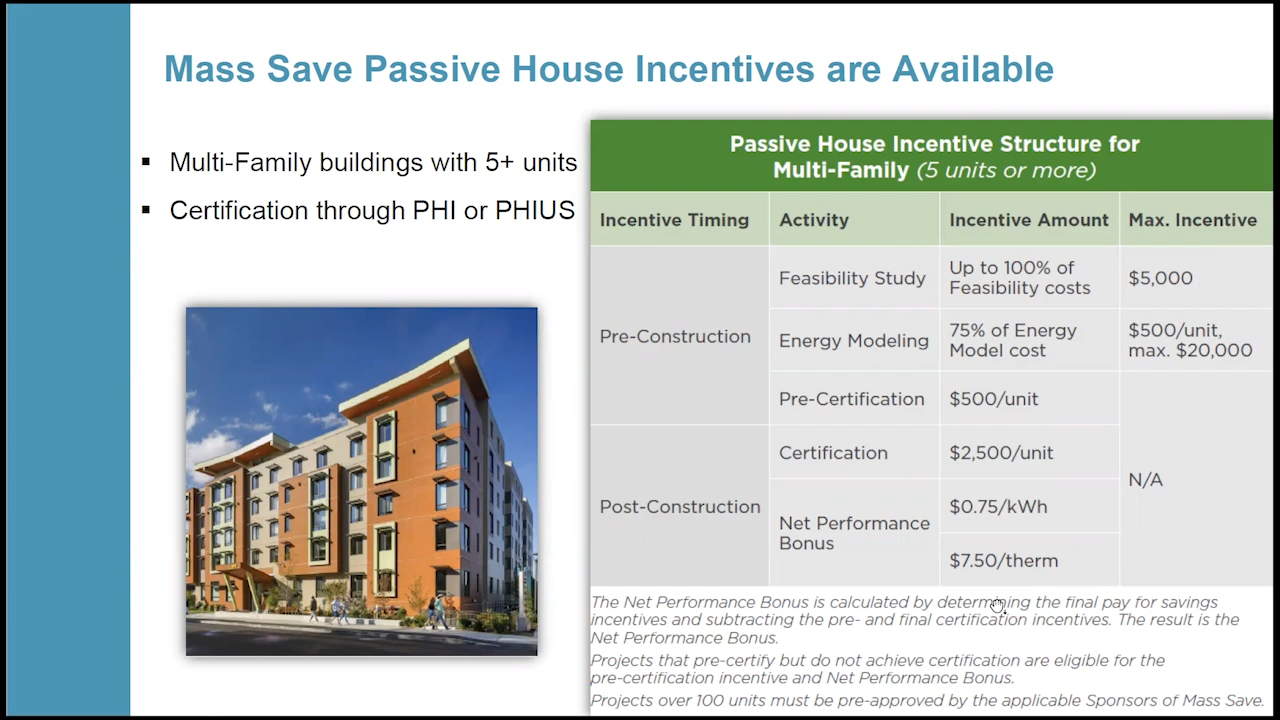 Mass Save Passive House Incentives are Available
▪ Multi-Family buildings with 5+ units
▪ Certification through PHI or PHIUS
Passive House Incentive Structure for
Multi-Family (5 units or more)
Incentive Timing
Activity
Incentive Amount
Max. Incentive
Pre-Construction
Feasibility Study
Up to 100% of
Feasibility costs
$5,000
Energy Modeling
75% of Energy
Model cost
$500/unit,
max. $20,000
Pre-Certification
$500/unit
N/A
Post-Construction
Certification
$2,500/unit
Net Performance
Bonus
$0.75/kWh
$7.50/therm
The Net Performance Bonus is calculated by determining the final pay for savings
incentives and subtracting the pre- and final certification incentives. The result is the
Net Performance Bonus.
Projects that pre-certify but do not achieve certification are eligible for the
pre-certification incentive and Net Performance Bonus.
Projects over 100 units must be pre-approved by the applicable Sponsors of Mass Save.